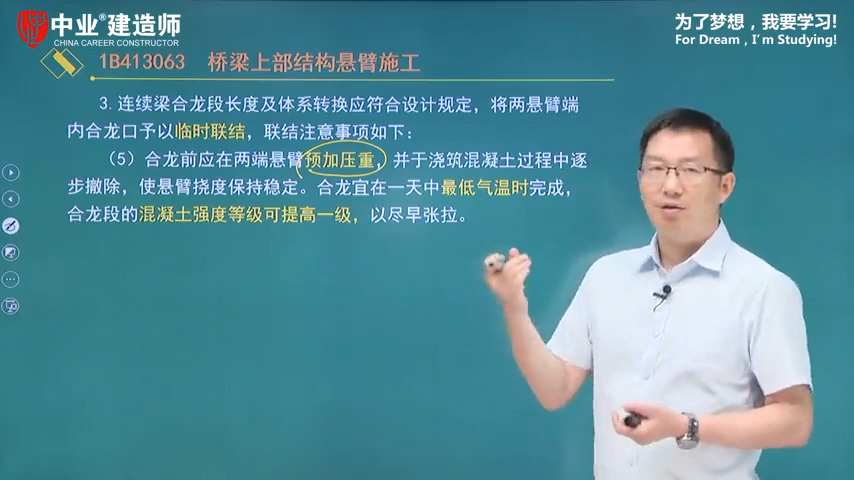 中业®建造师
CHINA CAREER CONSTRUCTOR
为了梦想，我要学习!
For Dream , I'm Studying!
1B413063 桥梁上部结构悬臂施工
3.连续梁合龙段长度及体系转换应符合设计规定，将两悬臂端
内合龙口予以临时联结，联结注意事项如下：
（5）合龙前应在两端悬臂预加压重，并于浇筑混凝土过程中逐
步撤除，使悬臂挠度保持稳定。合龙宜在一天中最低气温时完成，
合龙段的混凝土强度等级可提高一级，以尽早张拉。